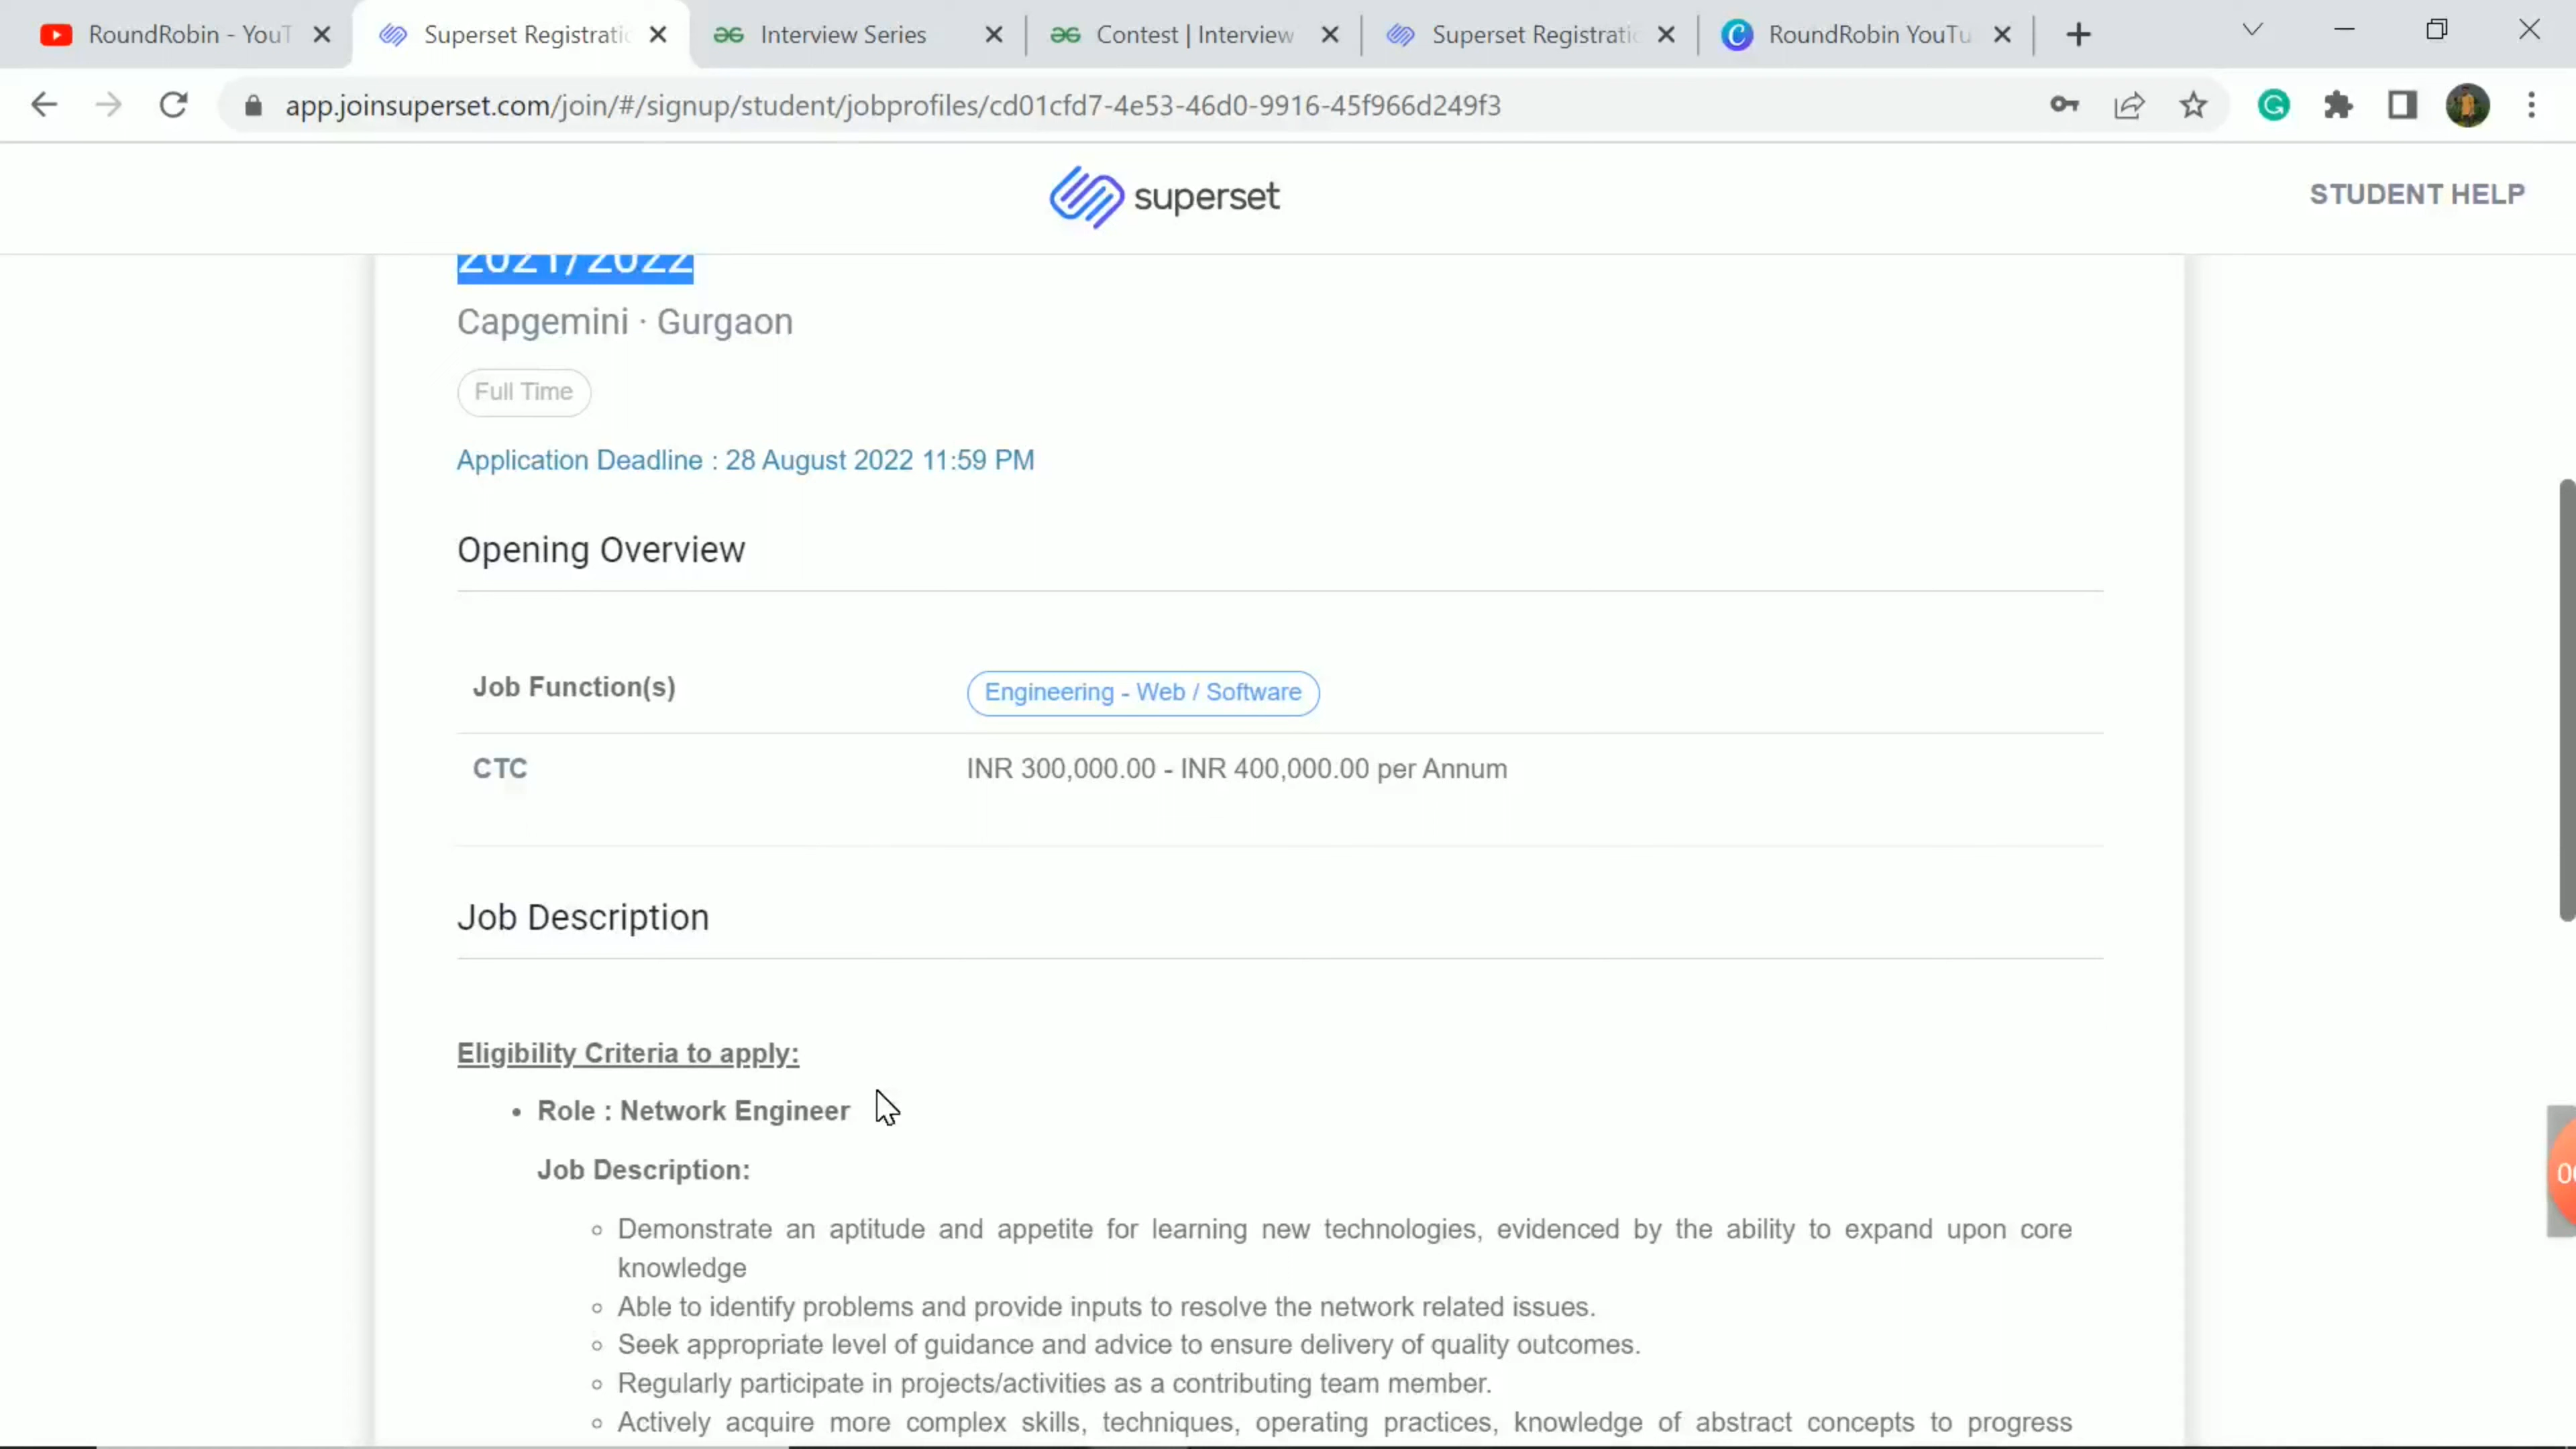 RoundRobin - YouT
Superset Registratio
Interview Series
Contest | Interview
Superset Registratio
RoundRobin YouTu
app.joinsuperset.com/join/#/signup/student/jobprofiles/cd01cfd7-4e53-46d0-9916-45f966d249f3
superset
STUDENT HELP
2021/2022
Capgemini · Gurgaon
Full Time
Application Deadline : 28 August 2022 11:59 PM
Opening Overview
Job Function(s)
Engineering - Web / Software
CTC
INR 300,000.00 - INR 400,000.00 per Annum
Job Description
Eligibility Criteria to apply:
• Role : Network Engineer
Job Description:
Demonstrate an aptitude and appetite for learning new technologies, evidenced by the ability to expand upon core
knowledge
Able to identify problems and provide inputs to resolve the network related issues.
Seek appropriate level of guidance and advice to ensure delivery of quality outcomes.
Regularly participate in projects/activities as a contributing team member.
Actively acquire more complex skills, techniques, operating practices, knowledge of abstract concepts to progress